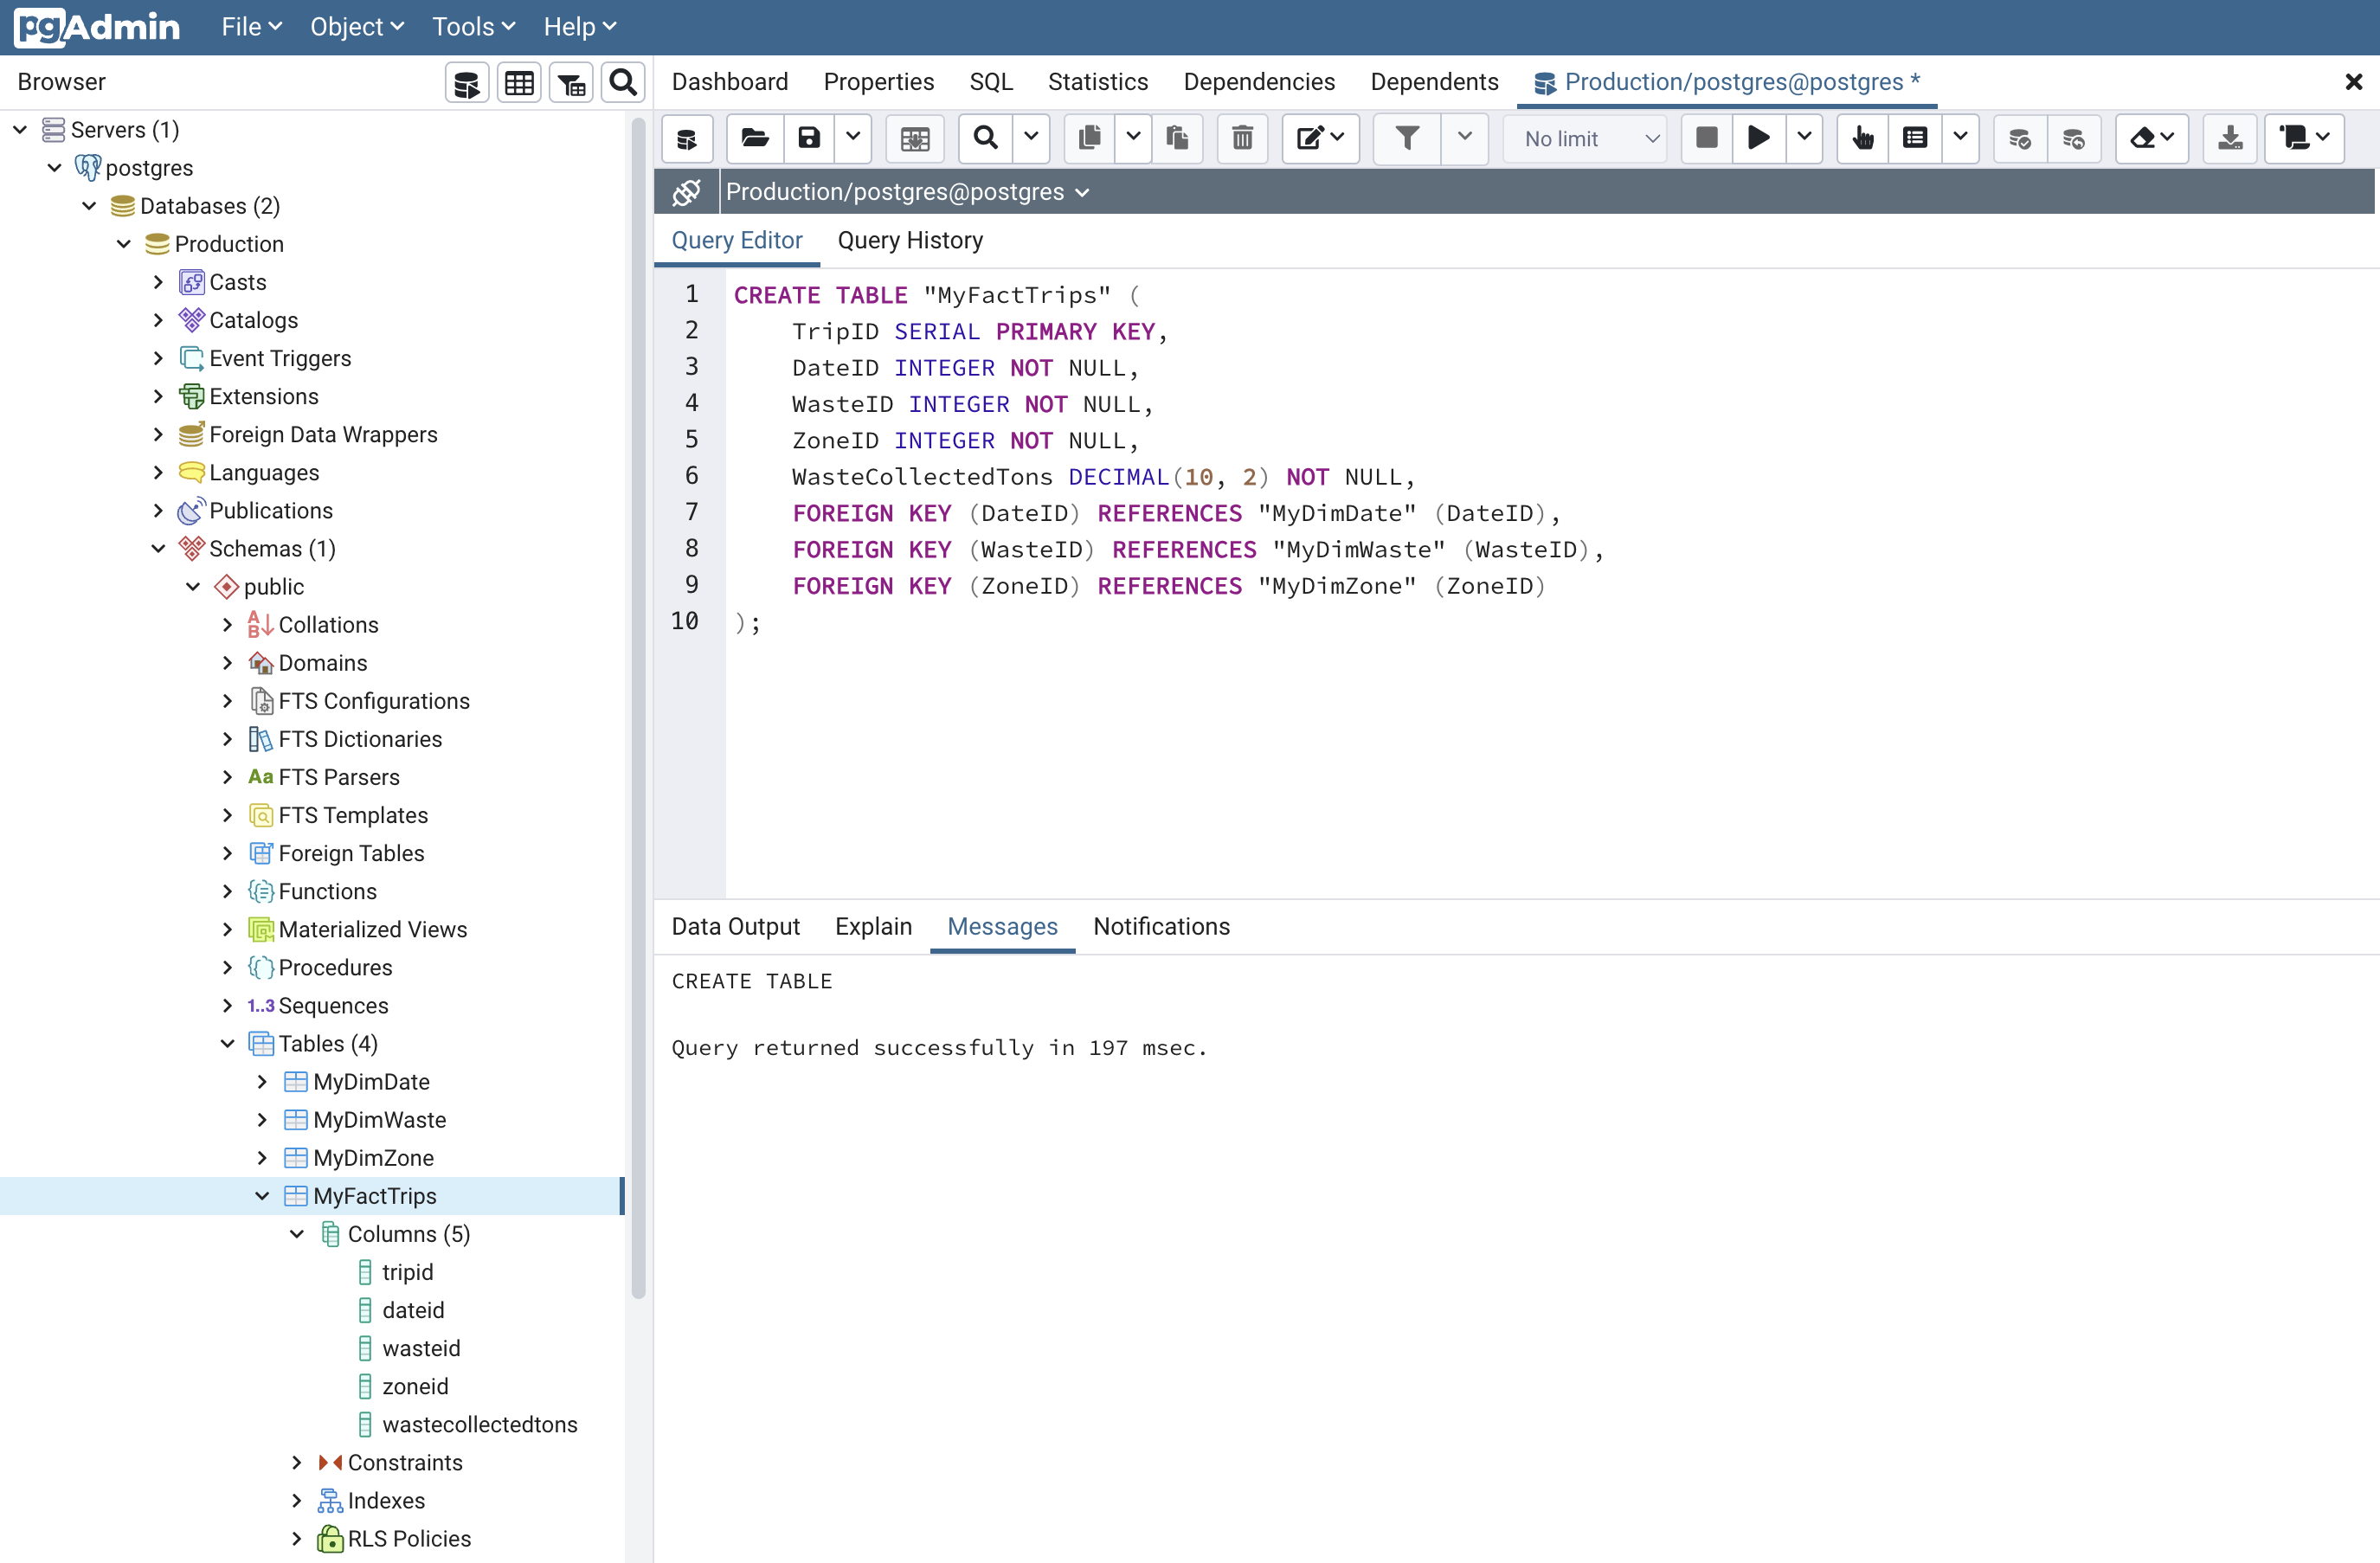 pgAdmin File Object Tools Help
Browser
Dashboard Properties SQL Statistics Dependencies Dependents Production/postgres@postgres *
Servers (1)
postgres
Databases (2)
Production
Casts
Catalogs
Event Triggers
Extensions
Foreign Data Wrappers
Languages
Publications
Schemas (1)
public
Collations
Domains
FTS Configurations
FTS Dictionaries
Aa FTS Parsers
FTS Templates
Foreign Tables
Functions
Materialized Views
Procedures
1..3 Sequences
Tables (4)
MyDimDate
MyDimWaste
MyDimZone
MyFactTrips
Columns (5)
tripid
dateid
wasteid
zoneid
wastecollectedtons
Constraints
Indexes
RLS Policies
No limit
Production/postgres@postgres
Query Editor Query History
1 CREATE TABLE "MyFactTrips" (
2 TripID SERIAL PRIMARY KEY,
3 DateID INTEGER NOT NULL,
4 WasteID INTEGER NOT NULL,
5 ZoneID INTEGER NOT NULL,
6 WasteCollectedTons DECIMAL(10, 2) NOT NULL,
7 FOREIGN KEY (DateID) REFERENCES "MyDimDate" (DateID),
8 FOREIGN KEY (WasteID) REFERENCES "MyDimWaste" (WasteID),
9 FOREIGN KEY (ZoneID) REFERENCES "MyDimZone" (ZoneID)
10 );
Data Output Explain Messages Notifications
CREATE TABLE
Query returned successfully in 197 msec.